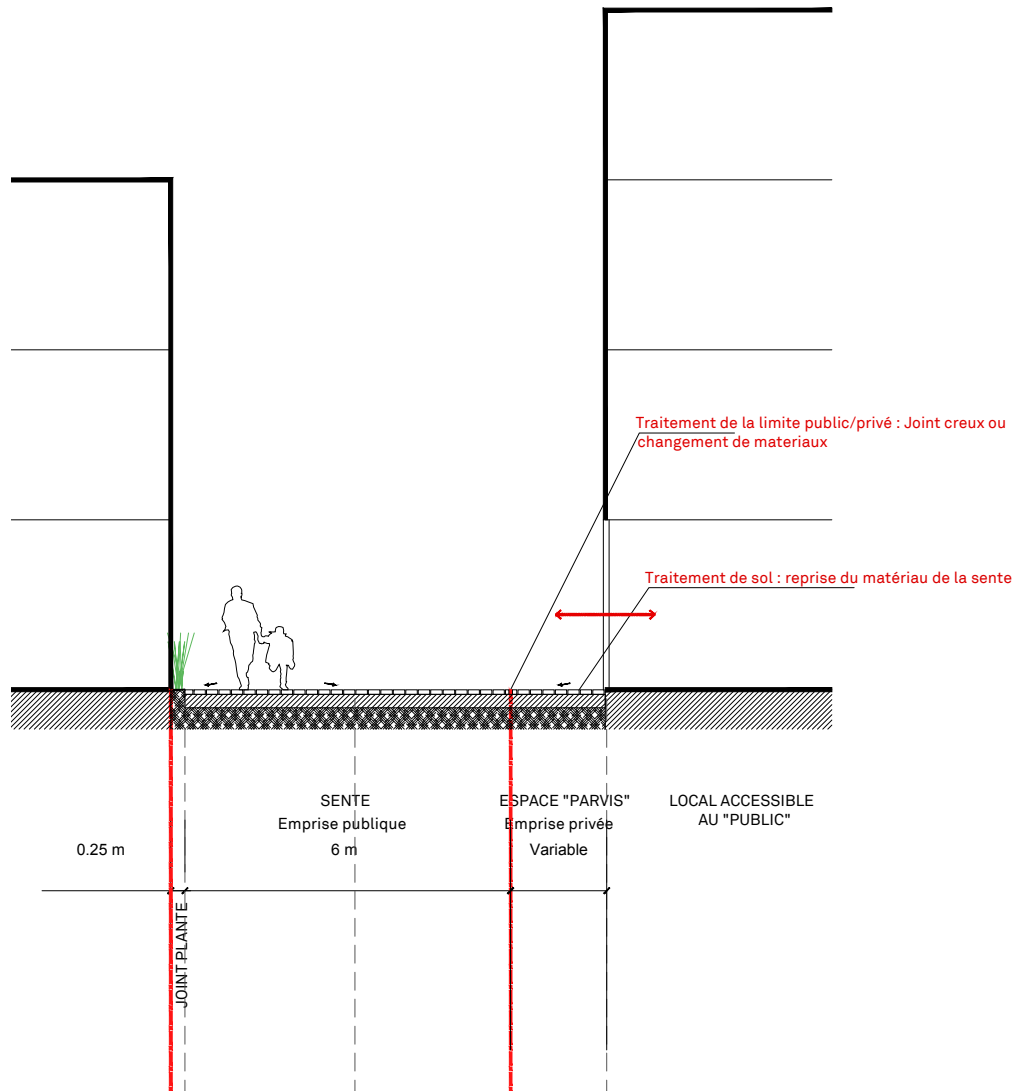 Traitement de la limite public/privé : Joint creux ou
changement de materiaux
Traitement de sol : reprise du matériau de la sente
SENTE
Emprise publique
6 m
ESPACE "PARVIS"
Emprise privée
Variable
LOCAL ACCESSIBLE
AU "PUBLIC"
0.25 m
JOINT PLANTE